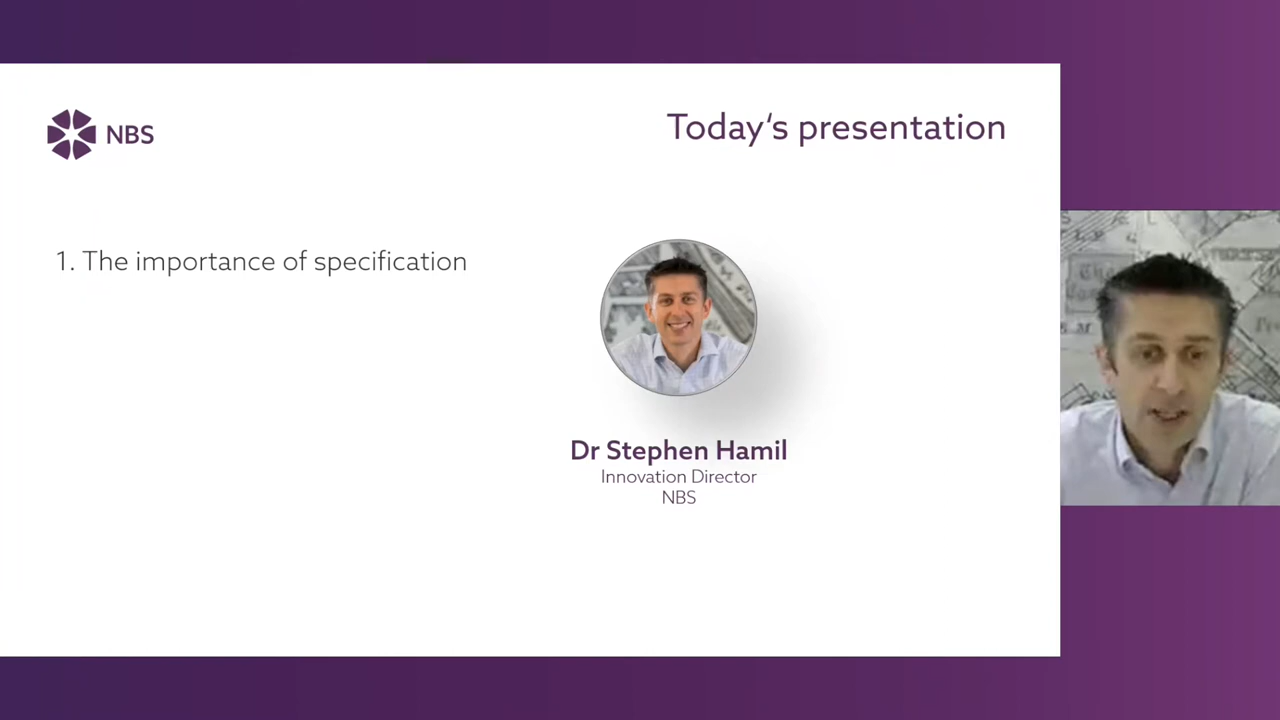 NBS
Today‘s presentation
1. The importance of specification
Dr Stephen Hamil
Innovation Director
NBS